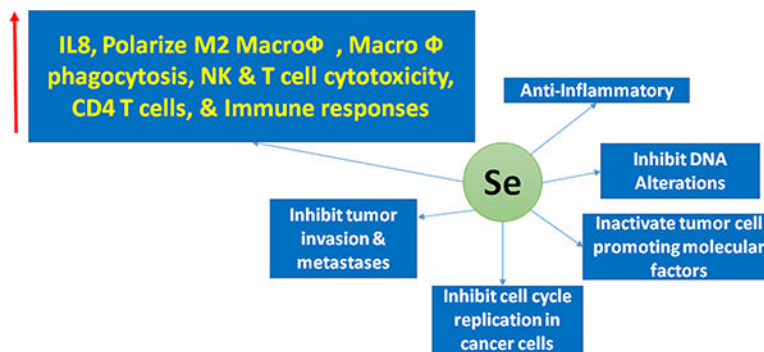 IL8, Polarize M2 MacroΦ , Macro Φ
phagocytosis, NK & T cell cytotoxicity,
CD4 T cells, & Immune responses
Anti-Inflammatory
Se
Inhibit DNA
Alterations
Inhibit tumor
invasion &
metastases
Inactivate tumor cell
promoting molecular
factors
Inhibit cell cycle
replication in
cancer cells